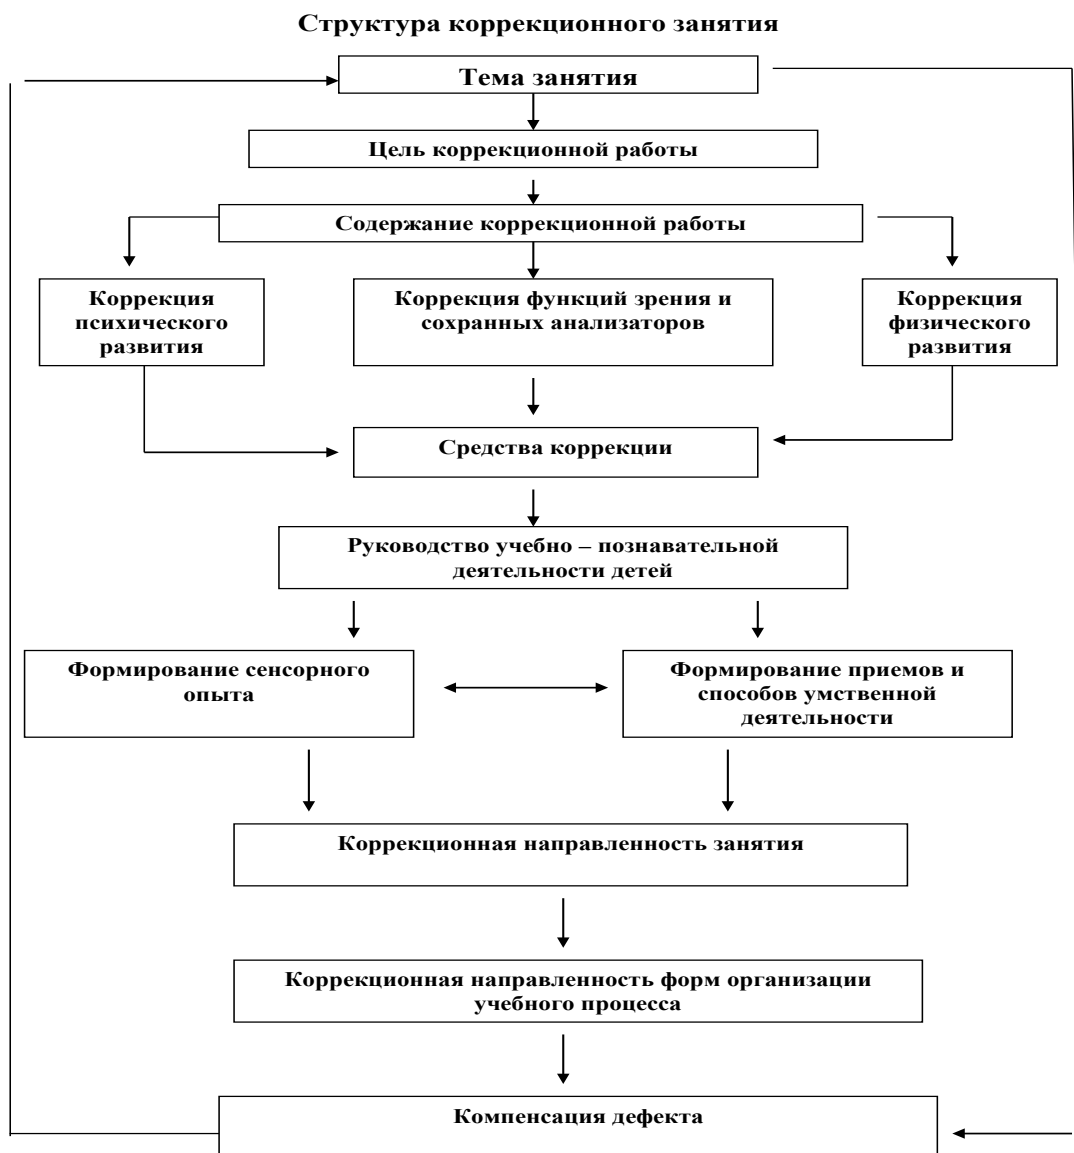 Структура коррекционного занятия
Тема занятия
Цель коррекционной работы
Содержание коррекционной работы
Коррекция
психического
развития
Коррекция функций зрения и
сохранных анализаторов
Коррекция
физического
развития
Средства коррекции
Руководство учебно – познавательной
деятельности детей
Формирование сенсорного
опыта
Формирование приемов и
способов умственной
деятельности
Коррекционная направленность занятия
Коррекционная направленность форм организации
учебного процесса
Компенсация дефекта